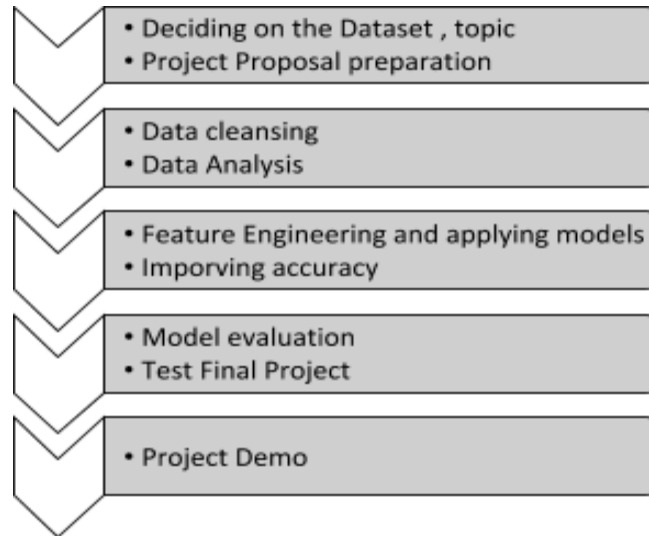 • Deciding on the Dataset , topic
• Project Proposal preparation
• Data cleansing
• Data Analysis
• Feature Engineering and applying models
• Imporving accuracy
• Model evaluation
• Test Final Project
• Project Demo